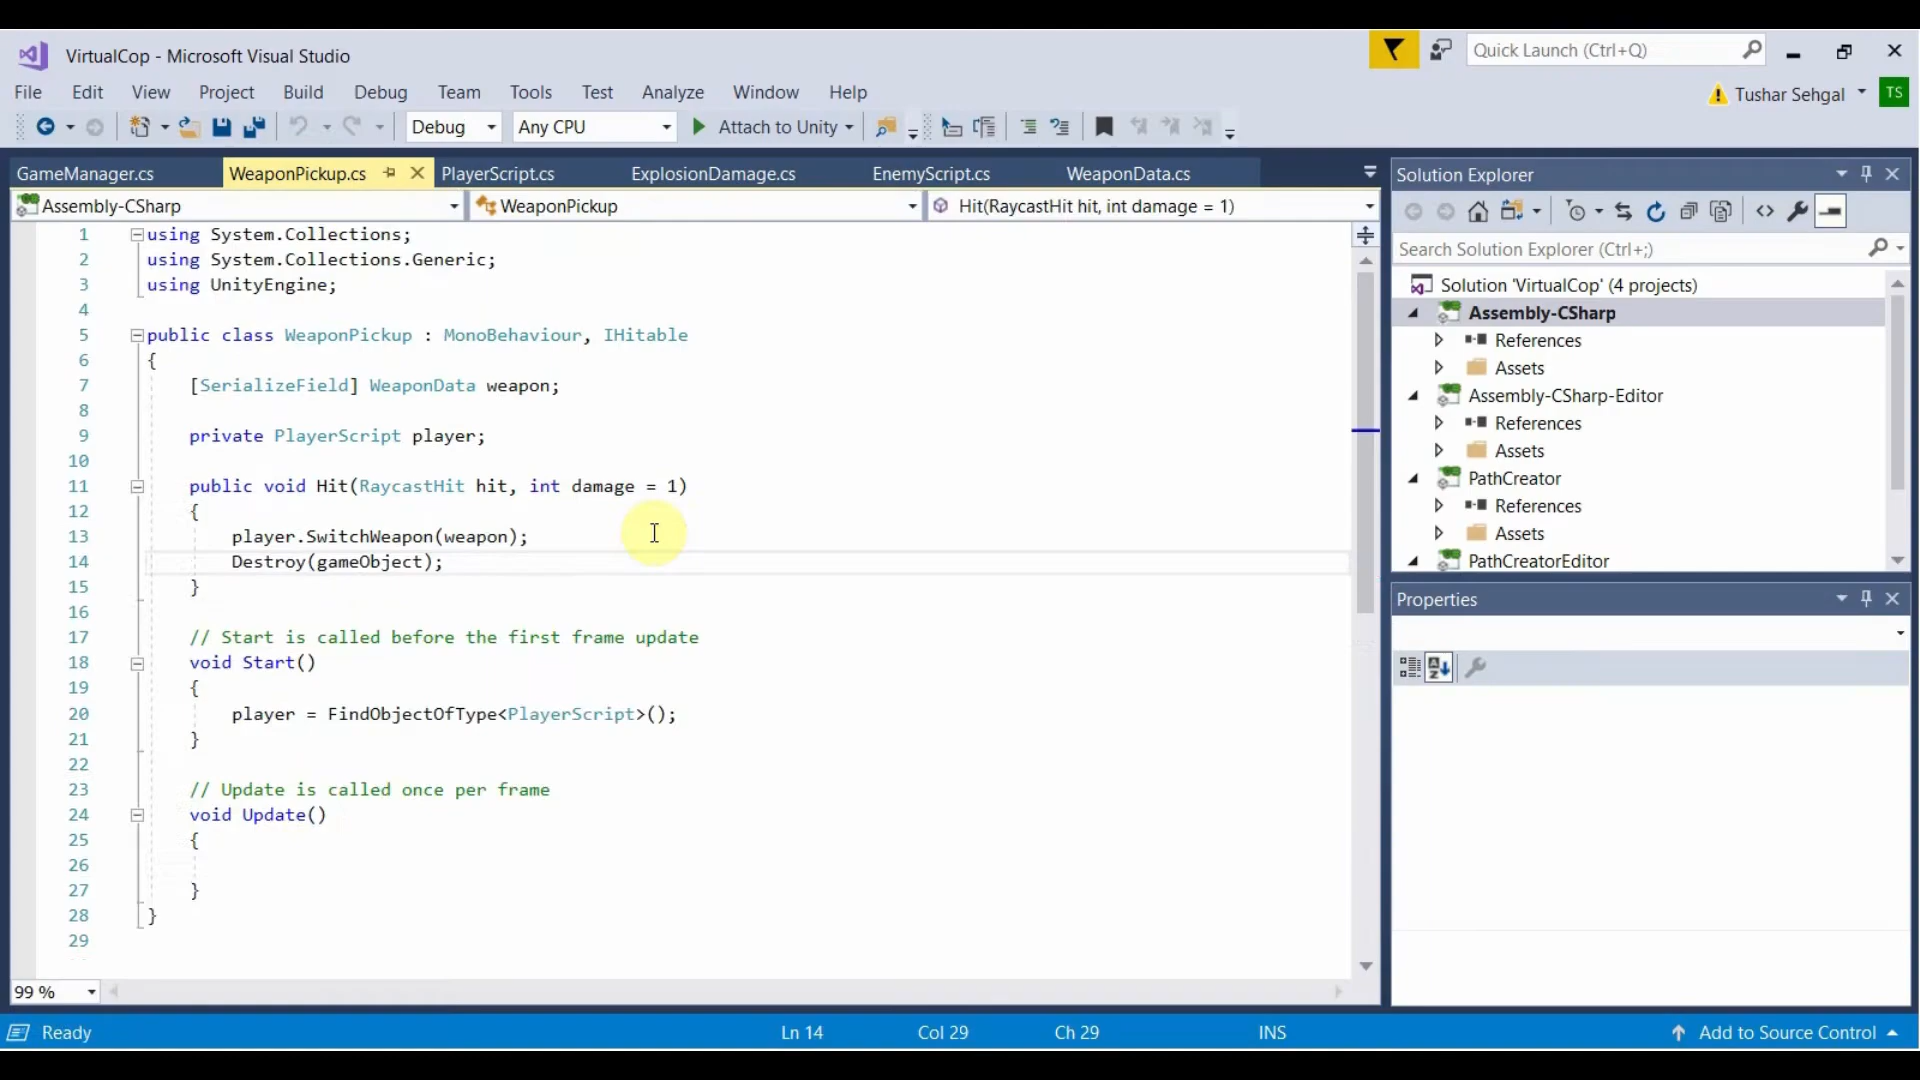 VirtualCop - Microsoft Visual Studio
Quick Launch (Ctrl+Q)
File Edit View Project Build Debug Team Tools Test Analyze Window Help
Tushar Sehgal TS
Debug Any CPU Attach to Unity
GameManager.cs WeaponPickup.cs PlayerScript.cs ExplosionDamage.cs EnemyScript.cs WeaponData.cs
Assembly-CSharp WeaponPickup Hit(RaycastHit hit, int damage = 1)
1 using System.Collections;
2 using System.Collections.Generic;
3 using UnityEngine;
4
5 public class WeaponPickup : MonoBehaviour, IHitable
6 {
7 [SerializeField] WeaponData weapon;
8
9 private PlayerScript player;
10
11 public void Hit(RaycastHit hit, int damage = 1)
12 {
13 player.SwitchWeapon(weapon);
14 Destroy(gameObject);
15 }
16
17 // Start is called before the first frame update
18 void Start()
19 {
20 player = FindObjectOfType<PlayerScript>();
21 }
22
23 // Update is called once per frame
24 void Update()
25 {
26
27 }
28 }
29
99 %
Solution Explorer
Search Solution Explorer (Ctrl+;)
Solution 'VirtualCop' (4 projects)
Assembly-CSharp
References
Assets
Assembly-CSharp-Editor
References
Assets
PathCreator
References
Assets
PathCreatorEditor
Properties
Ready Ln 14 Col 29 Ch 29 INS Add to Source Control